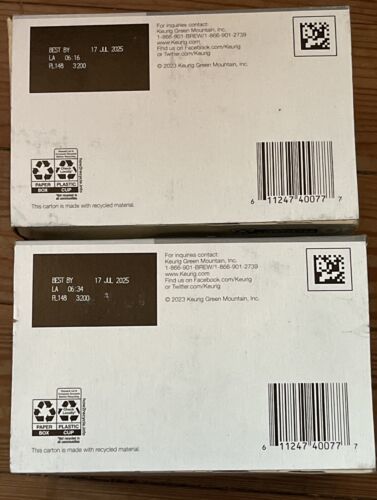 BEST BY 17 JUL 2025
LA 06:16
PL148 3200
For inquiries contact:
Keurig Green Mountain, Inc.
1-866-901-BREW/1-866-901-2739
www.Keurig.com
Find us on Facebook.com/Keurig
or Twitter.com/Keurig
© 2023 Keurig Green Mountain, Inc.
PAPER BOX
PLASTIC CUP
This carton is made with recycled material.
6 11247 40077 7
BEST BY 17 JUL 2025
LA 06:34
PL148 3200
For inquiries contact:
Keurig Green Mountain, Inc.
1-866-901-BREW/1-866-901-2739
www.Keurig.com
Find us on Facebook.com/Keurig
or Twitter.com/Keurig
© 2023 Keurig Green Mountain, Inc.
PAPER BOX
PLASTIC CUP
*Not recycled in all communities
This carton is made with recycled material.
6 11247 40077 7